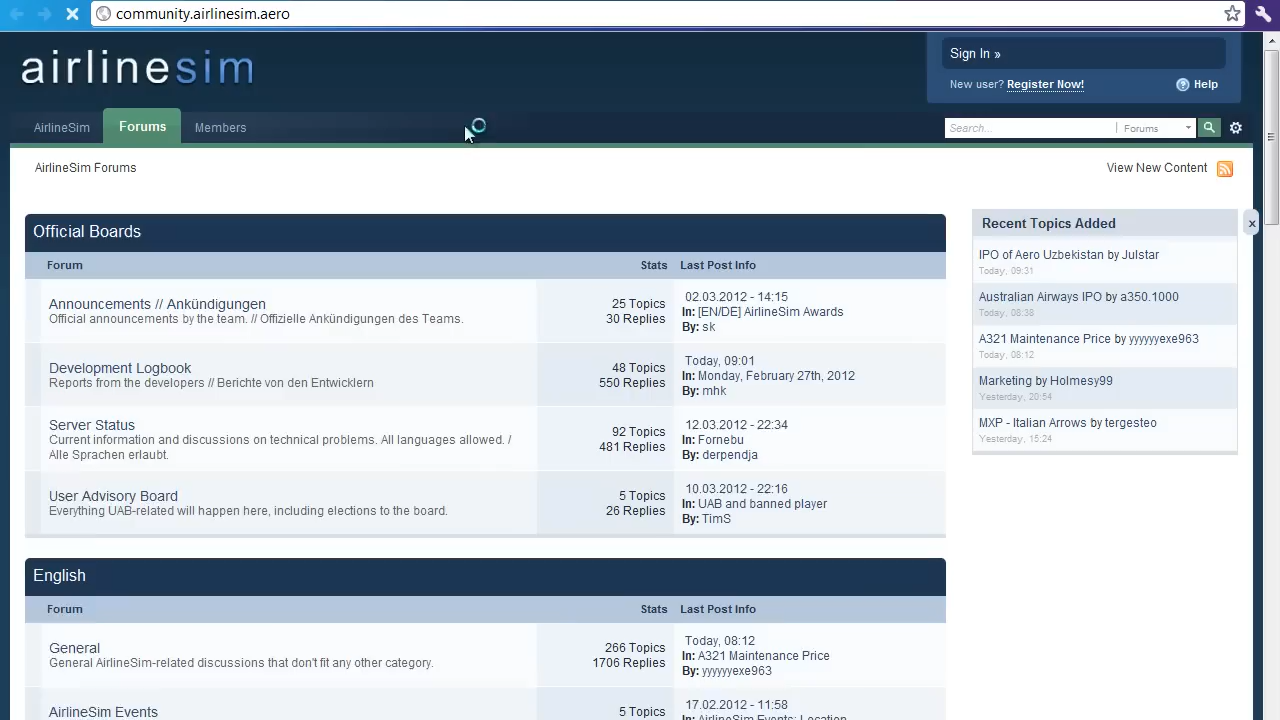 community.airlinesim.aero
airlinesim
Sign In »
New user? Register Now!
Help
AirlineSim
Forums
Members
Search...
Forums
AirlineSim Forums
View New Content
Official Boards
Forum
Stats
Last Post Info
Announcements // Ankündigungen
Official announcements by the team. // Offizielle Ankündigungen des Teams.
25 Topics
30 Replies
02.03.2012 - 14:15
In: [EN/DE] AirlineSim Awards
By: sk
Development Logbook
Reports from the developers // Berichte von den Entwicklern
48 Topics
550 Replies
Today, 09:01
In: Monday, February 27th, 2012
By: mhk
Server Status
Current information and discussions on technical problems. All languages allowed. /
Alle Sprachen erlaubt.
92 Topics
481 Replies
12.03.2012 - 22:34
In: Fornebu
By: derpendja
User Advisory Board
Everything UAB-related will happen here, including elections to the board.
5 Topics
26 Replies
10.03.2012 - 22:16
In: UAB and banned player
By: TimS
English
Forum
Stats
Last Post Info
General
General AirlineSim-related discussions that don't fit any other category.
266 Topics
1706 Replies
Today, 08:12
In: A321 Maintenance Price
By: yyyyyyexe963
AirlineSim Events
5 Topics
17.02.2012 - 11:58
In: AirlineSim Events: Location
Recent Topics Added
x
IPO of Aero Uzbekistan by Julstar
Today, 09:31
Australian Airways IPO by a350.1000
Today, 08:38
A321 Maintenance Price by yyyyyyexe963
Today, 08:12
Marketing by Holmesy99
Yesterday, 20:54
MXP - Italian Arrows by tergesteo
Yesterday, 15:24